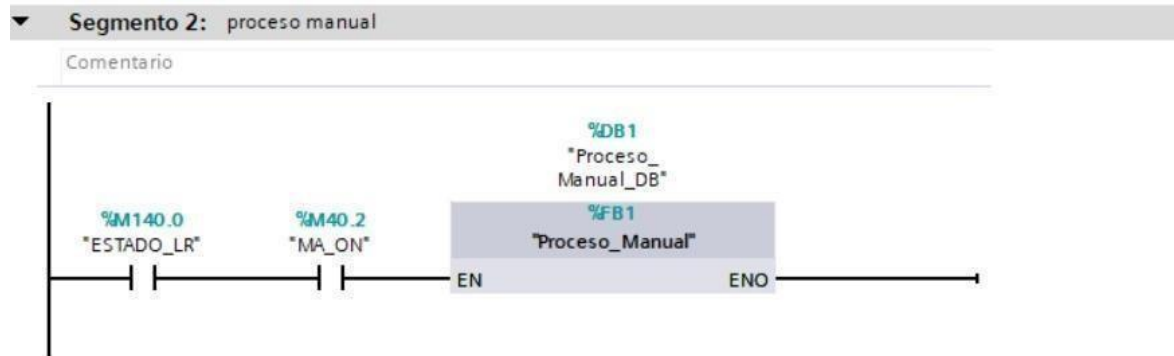 Segmento 2: proceso manual
Comentario
%DB1
"Proceso_
Manual_DB"
%M140.0
"ESTADO_LR"
%M40.2
"MA_ON"
%FB1
"Proceso_Manual"
EN ENO